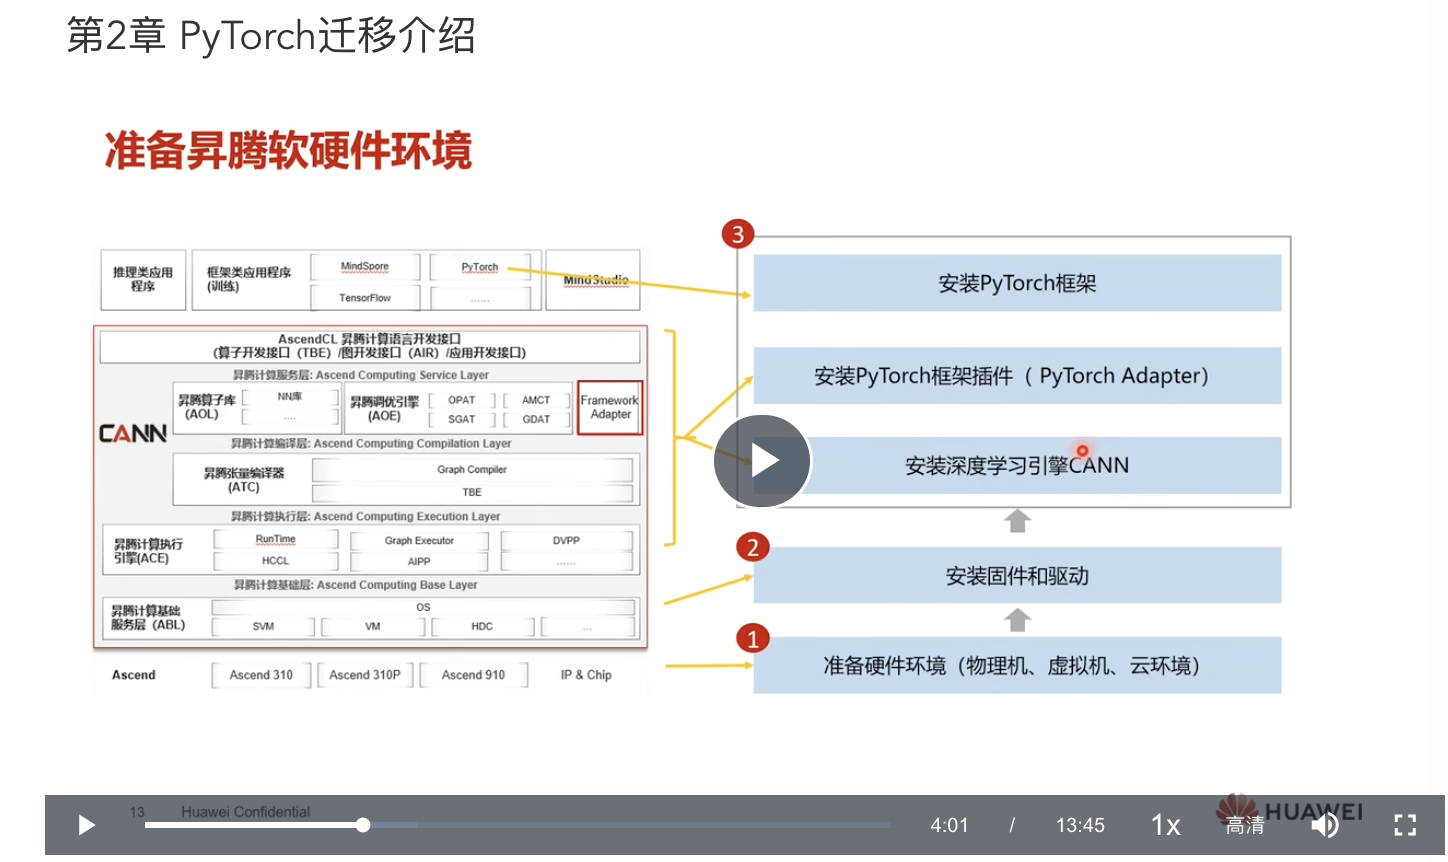 第2章 PyTorch迁移介绍
准备昇腾软硬件环境
推理类应用
程序
框架类应用程序
(训练)
MindSpore
PyTorch
TensorFlow
......
MindStudio
AscendCL 昇腾计算语言开发接口
(算子开发接口（TBE）/图开发接口（AIR）/应用开发接口)
昇腾计算服务层: Ascend Computing Service Layer
昇腾算子库
(AOL)
NN库
....
昇腾调优引擎
(AOE)
OPAT
AMCT
SGAT
GDAT
Framework
Adapter
CANN
昇腾计算编译层: Ascend Computing Compilation Layer
昇腾张量编译器
(ATC)
Graph Compiler
TBE
昇腾计算执行层: Ascend Computing Execution Layer
昇腾计算执行
引擎(ACE)
RunTime
Graph Executor
DVPP
HCCL
AIPP
......
昇腾计算基础层: Ascend Computing Base Layer
昇腾计算基础
服务层（ABL）
OS
SVM
VM
HDC
...
Ascend
Ascend 310
Ascend 310P
Ascend 910
IP & Chip
3
安装PyTorch框架
安装PyTorch框架插件（ PyTorch Adapter）
安装深度学习引擎CANN
2
安装固件和驱动
1
准备硬件环境（物理机、虚拟机、云环境）
13 Huawei Confidential
HUAWEI
4:01 / 13:45 1x 高清